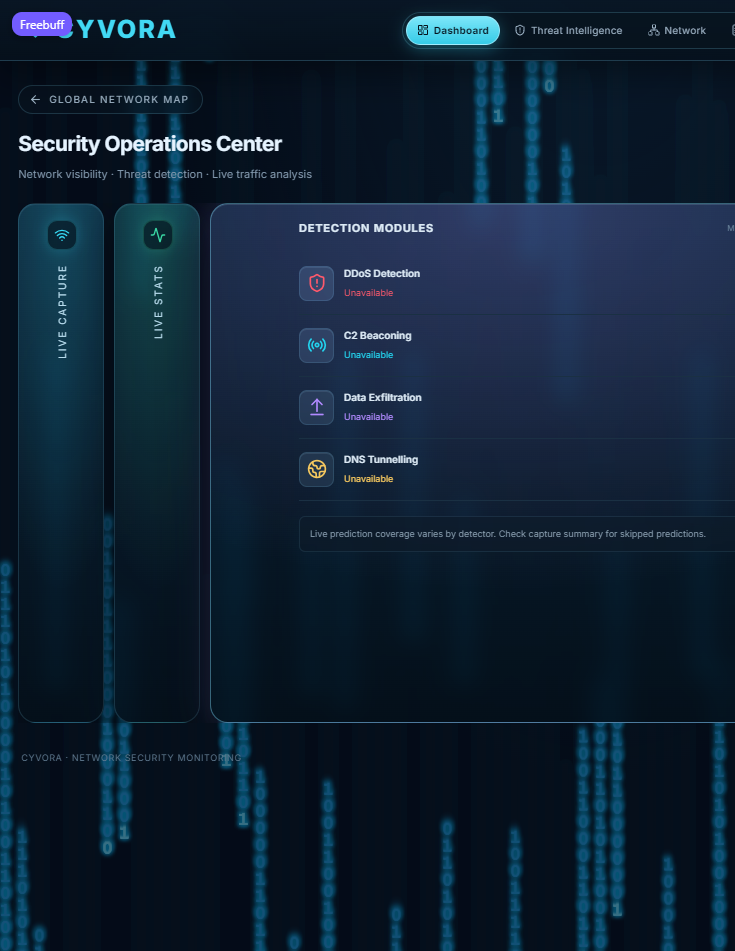 Freebuff
CYVORA
Dashboard
Threat Intelligence
Network
GLOBAL NETWORK MAP
Security Operations Center
Network visibility · Threat detection · Live traffic analysis
LIVE CAPTURE
LIVE STATS
DETECTION MODULES
M
DDoS Detection
Unavailable
C2 Beaconing
Unavailable
Data Exfiltration
Unavailable
DNS Tunnelling
Unavailable
Live prediction coverage varies by detector. Check capture summary for skipped predictions.
CYVORA · NETWORK SECURITY MONITORING